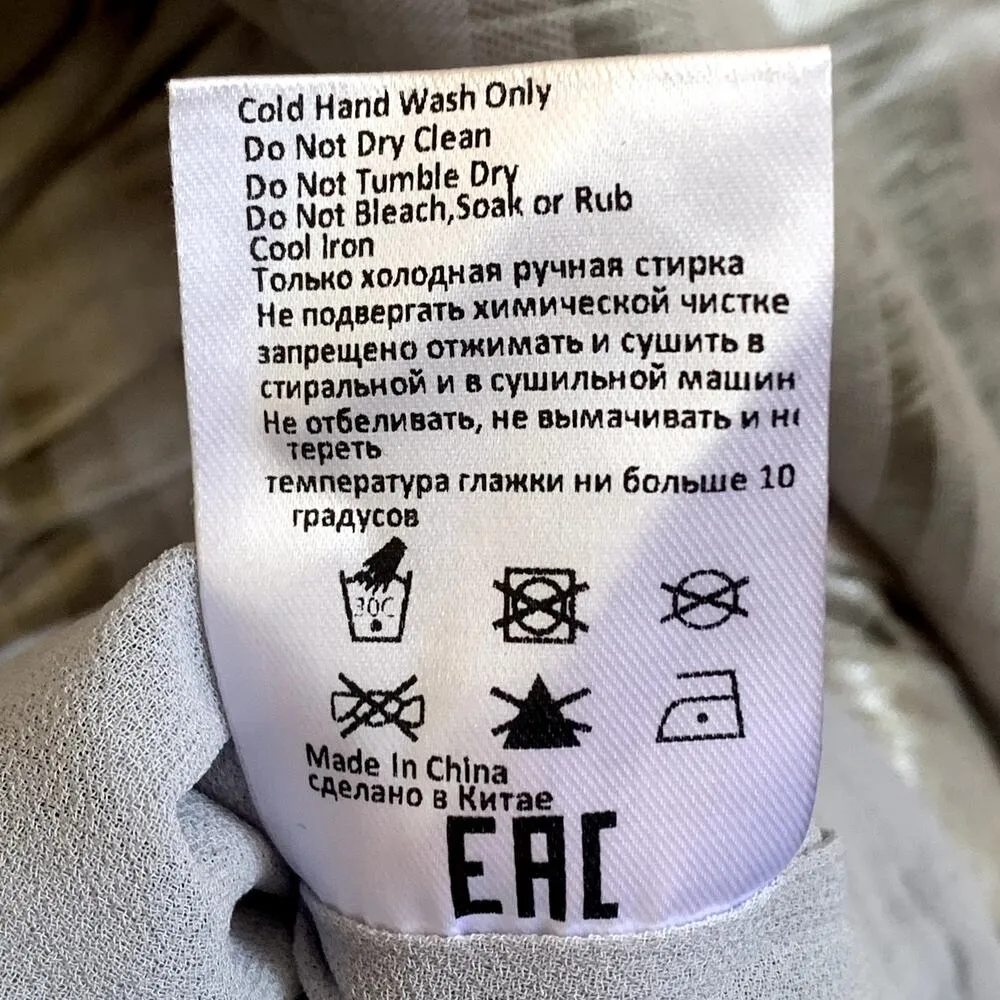 Cold Hand Wash Only
Do Not Dry Clean
Do Not Tumble Dry
Do Not Bleach,Soak or Rub
Cool Iron
Только холодная ручная стирка
Не подвергать химической чистке
запрещено отжимать и сушить в
стиральной и в сушильной машин
Не отбеливать, не вымачивать и не
тереть
температура глажки ни больше 10
градусов
30C
Made In China
сделано в Китае
EAC